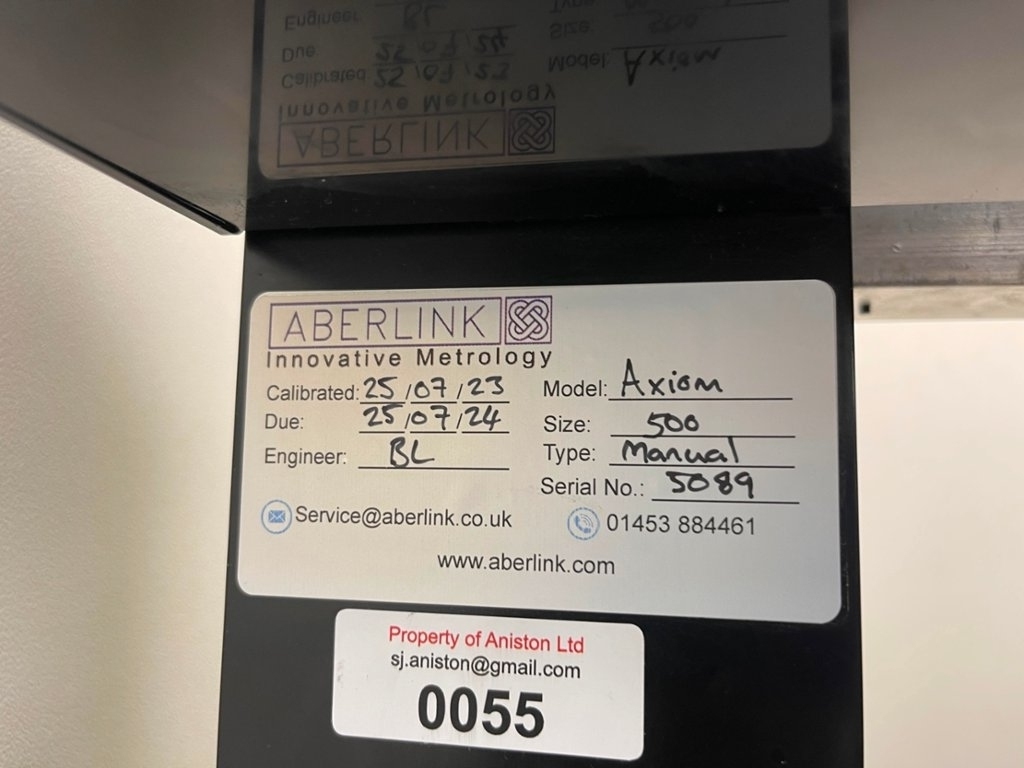 ABERLINK
Innovative Metrology
Calibrated: 25/07/23
Due: 25/07/24
Engineer: BL
Model: Axiom
Size: 500
Type: Manual
Serial No.: 5089
Service@aberlink.co.uk
01453 884461
www.aberlink.com
Property of Aniston Ltd
sj.aniston@gmail.com
0055